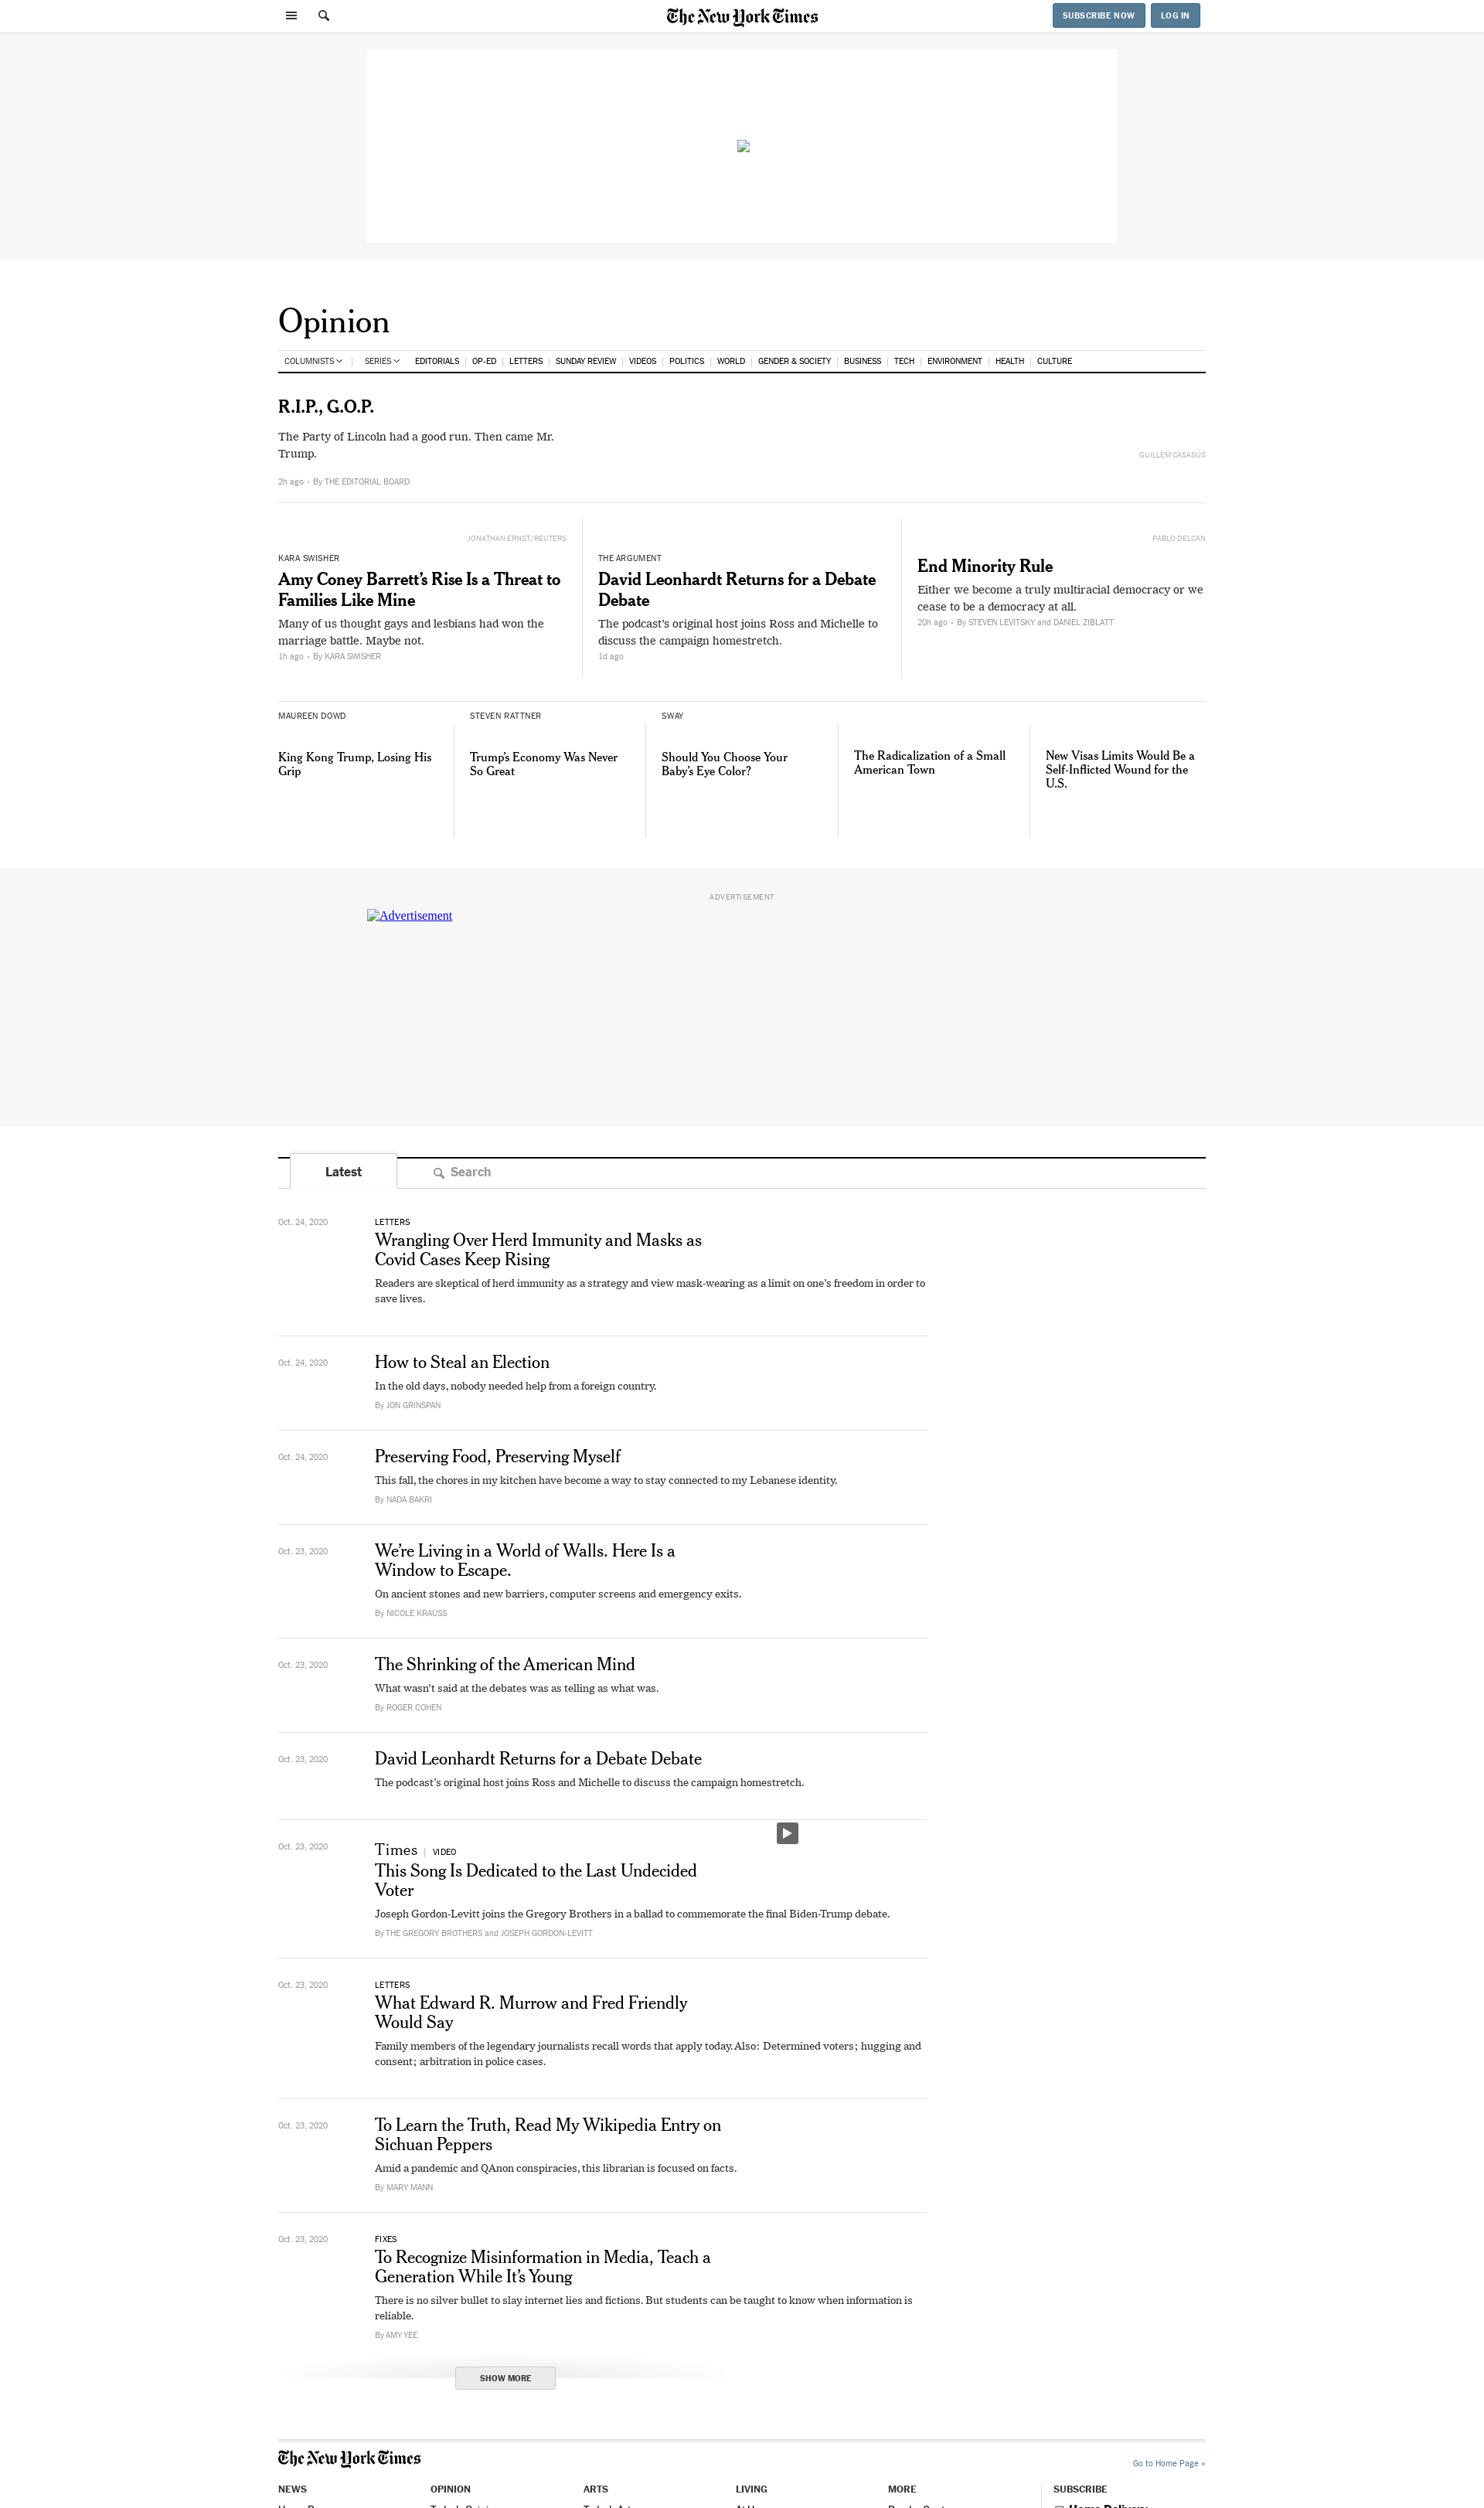 The New York Times
SUBSCRIBE NOW
LOG IN
Opinion
COLUMNISTS
SERIES
EDITORIALS
OP-ED
LETTERS
SUNDAY REVIEW
VIDEOS
POLITICS
WORLD
GENDER & SOCIETY
BUSINESS
TECH
ENVIRONMENT
HEALTH
CULTURE
R.I.P., G.O.P.
The Party of Lincoln had a good run. Then came Mr.
Trump.
GUILLEM CASASÚS
2h ago • By THE EDITORIAL BOARD
JONATHAN ERNST/REUTERS
KARA SWISHER
Amy Coney Barrett’s Rise Is a Threat to
Families Like Mine
Many of us thought gays and lesbians had won the
marriage battle. Maybe not.
1h ago • By KARA SWISHER
THE ARGUMENT
David Leonhardt Returns for a Debate
Debate
The podcast’s original host joins Ross and Michelle to
discuss the campaign homestretch.
1d ago
PABLO DELCAN
End Minority Rule
Either we become a truly multiracial democracy or we
cease to be a democracy at all.
20h ago • By STEVEN LEVITSKY and DANIEL ZIBLATT
MAUREEN DOWD
King Kong Trump, Losing His
Grip
STEVEN RATTNER
Trump’s Economy Was Never
So Great
SWAY
Should You Choose Your
Baby’s Eye Color?
The Radicalization of a Small
American Town
New Visas Limits Would Be a
Self-Inflicted Wound for the
U.S.
ADVERTISEMENT
Advertisement
Latest
Search
Oct. 24, 2020
LETTERS
Wrangling Over Herd Immunity and Masks as
Covid Cases Keep Rising
Readers are skeptical of herd immunity as a strategy and view mask-wearing as a limit on one’s freedom in order to
save lives.
Oct. 24, 2020
How to Steal an Election
In the old days, nobody needed help from a foreign country.
By JON GRINSPAN
Oct. 24, 2020
Preserving Food, Preserving Myself
This fall, the chores in my kitchen have become a way to stay connected to my Lebanese identity.
By NADA BAKRI
Oct. 23, 2020
We’re Living in a World of Walls. Here Is a
Window to Escape.
On ancient stones and new barriers, computer screens and emergency exits.
By NICOLE KRAUSS
Oct. 23, 2020
The Shrinking of the American Mind
What wasn’t said at the debates was as telling as what was.
By ROGER COHEN
Oct. 23, 2020
David Leonhardt Returns for a Debate Debate
The podcast’s original host joins Ross and Michelle to discuss the campaign homestretch.
Oct. 23, 2020
Times | VIDEO
This Song Is Dedicated to the Last Undecided
Voter
Joseph Gordon-Levitt joins the Gregory Brothers in a ballad to commemorate the final Biden-Trump debate.
By THE GREGORY BROTHERS and JOSEPH GORDON-LEVITT
Oct. 23, 2020
LETTERS
What Edward R. Murrow and Fred Friendly
Would Say
Family members of the legendary journalists recall words that apply today. Also: Determined voters; hugging and
consent; arbitration in police cases.
Oct. 23, 2020
To Learn the Truth, Read My Wikipedia Entry on
Sichuan Peppers
Amid a pandemic and QAnon conspiracies, this librarian is focused on facts.
By MARY MANN
Oct. 23, 2020
FIXES
To Recognize Misinformation in Media, Teach a
Generation While It’s Young
There is no silver bullet to slay internet lies and fictions. But students can be taught to know when information is
reliable.
By AMY YEE
SHOW MORE
The New York Times
Go to Home Page »
NEWS
OPINION
ARTS
LIVING
MORE
SUBSCRIBE